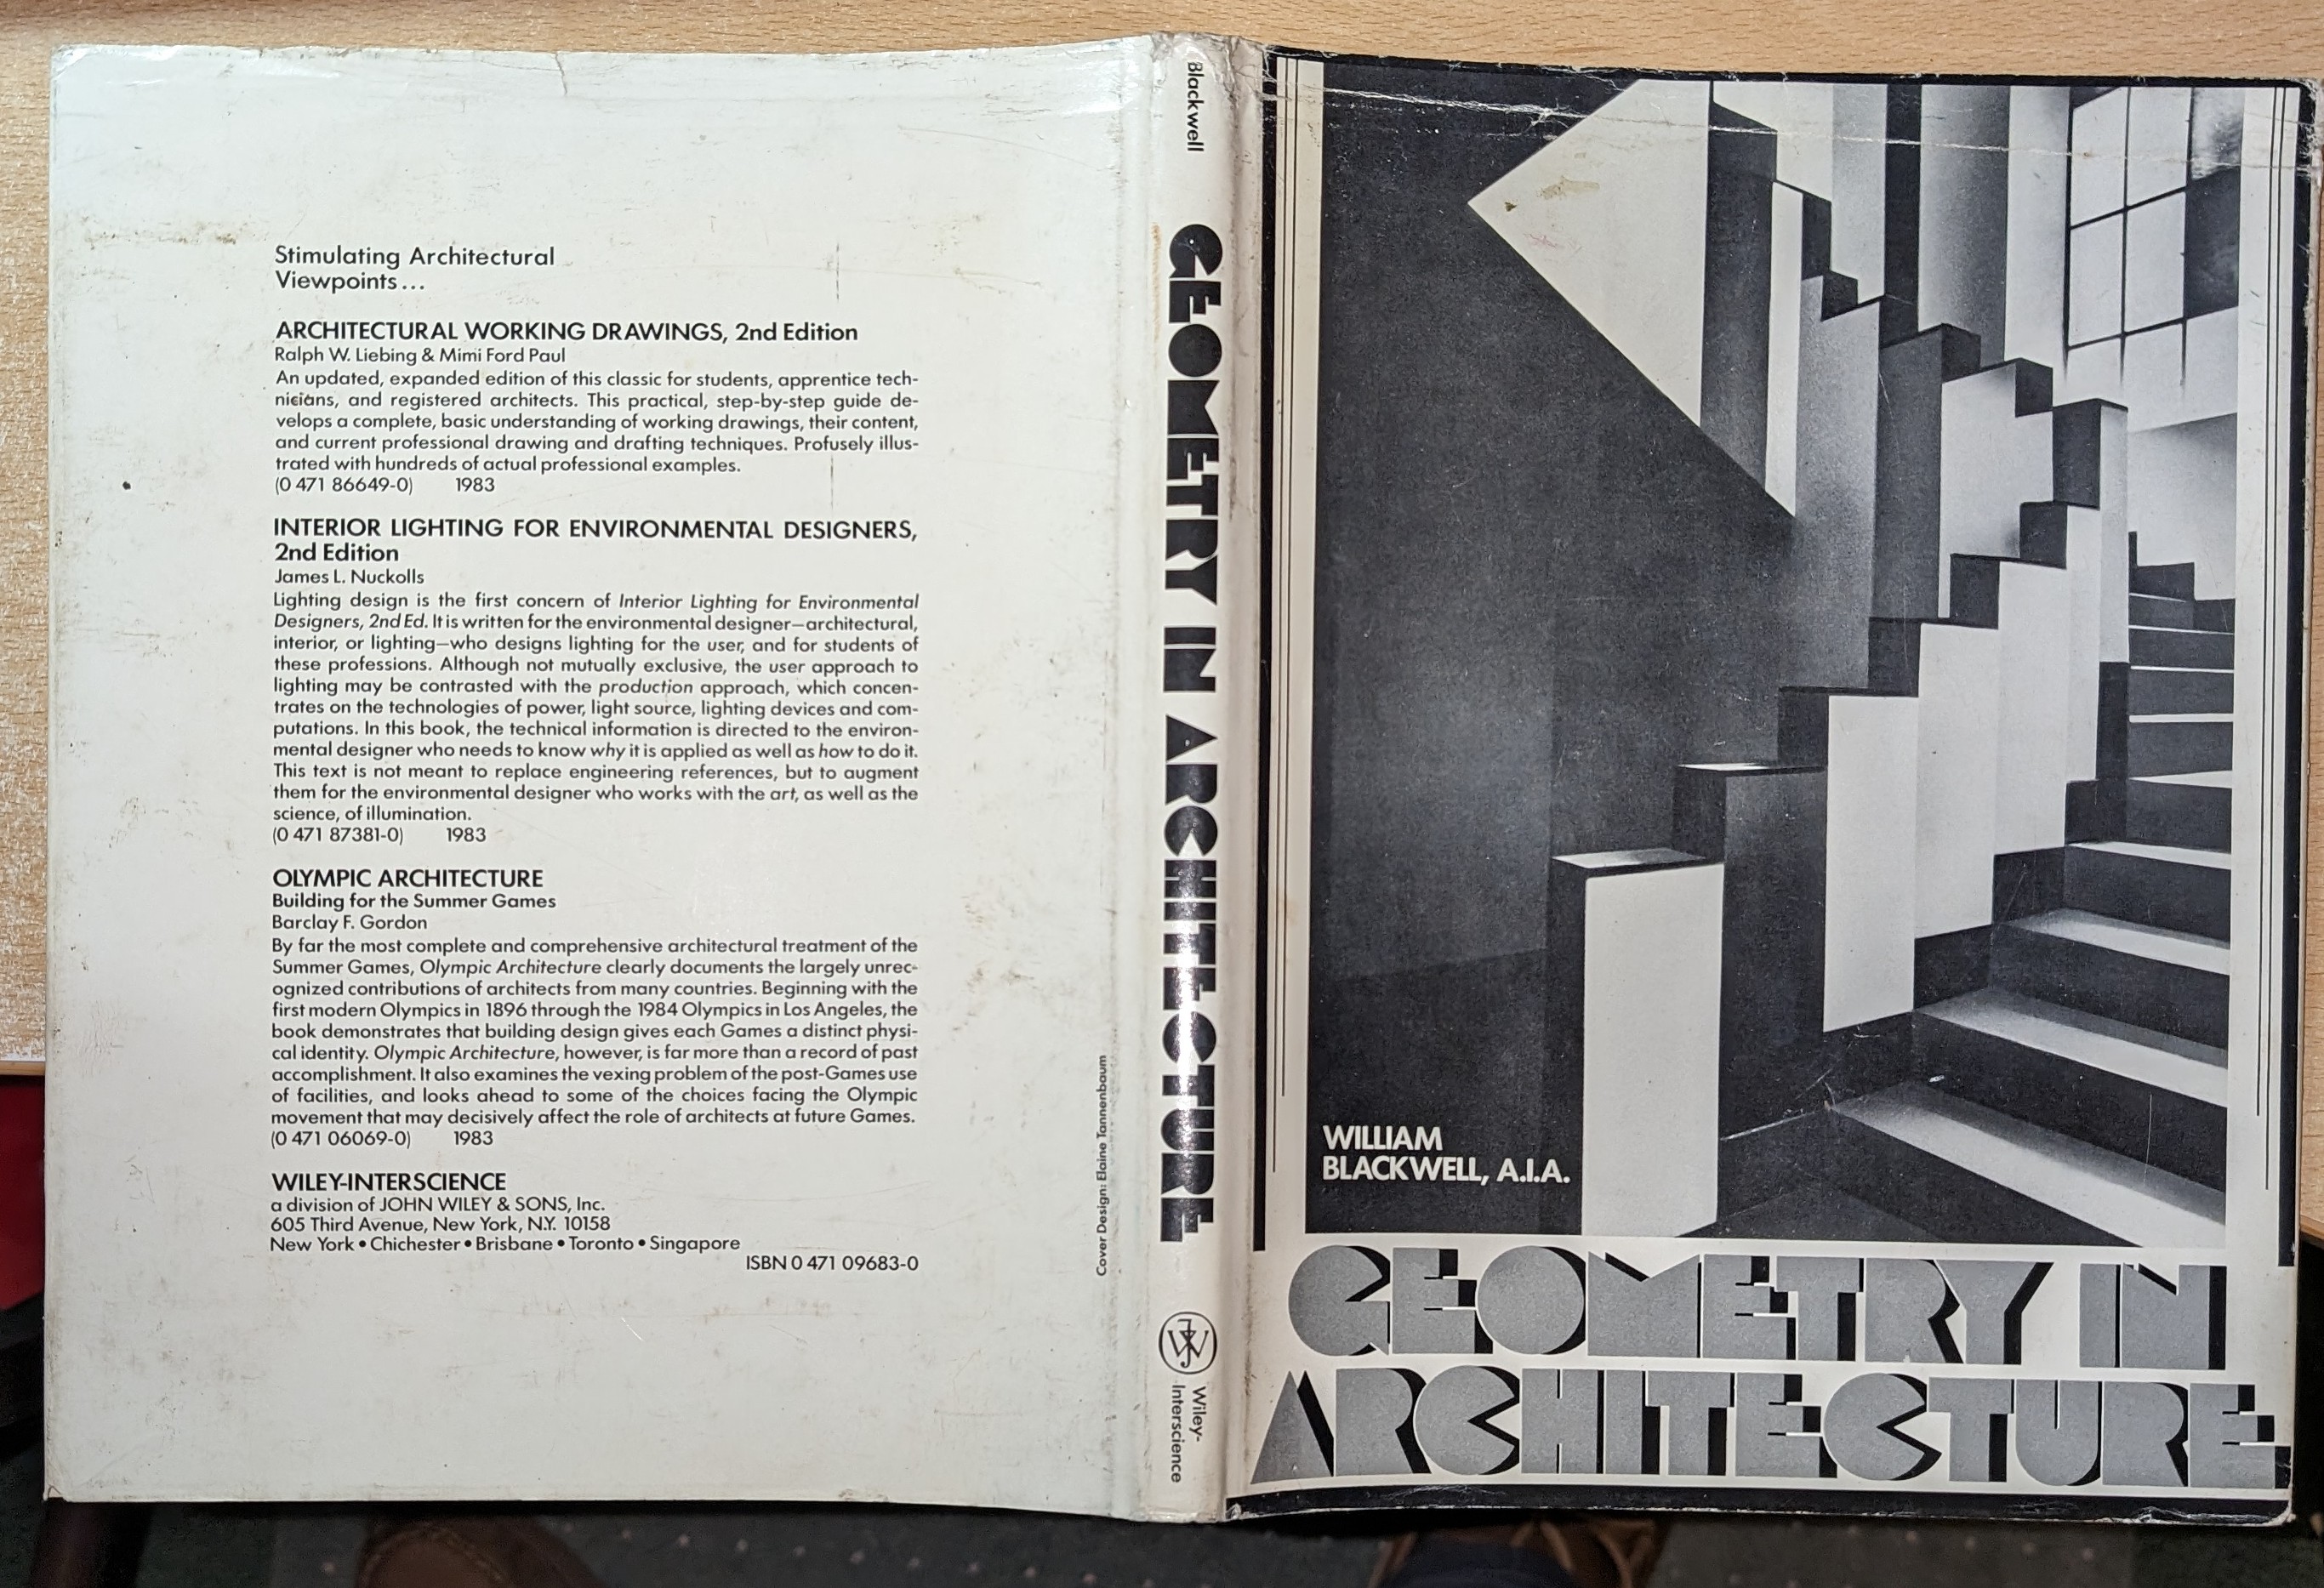 Stimulating Architectural
Viewpoints...
ARCHITECTURAL WORKING DRAWINGS, 2nd Edition
Ralph W. Liebing & Mimi Ford Paul
An updated, expanded edition of this classic for students, apprentice tech-
nicians, and registered architects. This practical, step-by-step guide de-
velops a complete, basic understanding of working drawings, their content,
and current professional drawing and drafting techniques. Profusely illus-
trated with hundreds of actual professional examples.
(0 471 86649-0) 1983
INTERIOR LIGHTING FOR ENVIRONMENTAL DESIGNERS,
2nd Edition
James L. Nuckolls
Lighting design is the first concern of Interior Lighting for Environmental
Designers, 2nd Ed. It is written for the environmental designer—architectural,
interior, or lighting—who designs lighting for the user, and for students of
these professions. Although not mutually exclusive, the user approach to
lighting may be contrasted with the production approach, which concen-
trates on the technologies of power, light source, lighting devices and com-
putations. In this book, the technical information is directed to the environ-
mental designer who needs to know why it is applied as well as how to do it.
This text is not meant to replace engineering references, but to augment
them for the environmental designer who works with the art, as well as the
science, of illumination.
(0 471 87381-0) 1983
OLYMPIC ARCHITECTURE
Building for the Summer Games
Barclay F. Gordon
By far the most complete and comprehensive architectural treatment of the
Summer Games, Olympic Architecture clearly documents the largely unrec-
ognized contributions of architects from many countries. Beginning with the
first modern Olympics in 1896 through the 1984 Olympics in Los Angeles, the
book demonstrates that building design gives each Games a distinct physi-
cal identity. Olympic Architecture, however, is far more than a record of past
accomplishment. It also examines the vexing problem of the post-Games use
of facilities, and looks ahead to some of the choices facing the Olympic
movement that may decisively affect the role of architects at future Games.
(0 471 06069-0) 1983
WILEY-INTERSCIENCE
a division of JOHN WILEY & SONS, Inc.
605 Third Avenue, New York, N.Y. 10158
New York • Chichester • Brisbane • Toronto • Singapore
ISBN 0 471 09683-0
Cover Design: Elaine Tannenbaum
Blackwell
GEOMETRY IN ARCHITECTURE
JW
Wiley-
Interscience
WILLIAM
BLACKWELL, A.I.A.
GEOMETRY IN
ARCHITECTURE